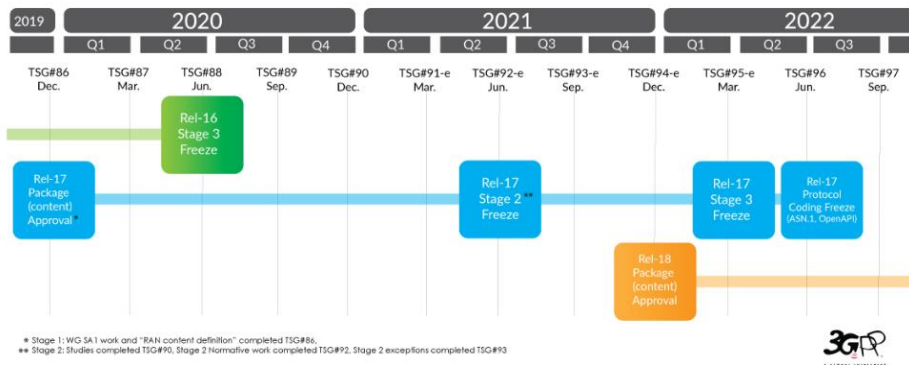 2019
2020
2021
2022
Q1
Q2
Q3
Q4
Q1
Q2
Q3
Q4
Q1
Q2
Q3
TSG#86
Dec.
TSG#87
Mar.
TSG#88
Jun.
TSG#89
Sep.
TSG#90
Dec.
TSG#91-e
Mar.
TSG#92-e
Jun.
TSG#93-e
Sep.
TSG#94-e
Dec.
TSG#95-e
Mar.
TSG#96
Jun.
TSG#97
Sep.
Rel-16
Stage 3
Freeze
Rel-17
Package
(content)
Approval*
Rel-17
Stage 2 **
Freeze
Rel-17
Stage 3
Freeze
Rel-17
Protocol
Coding Freeze
(ASN.1, OpenAPI)
Rel-18
Package
(content)
Approval
* Stage 1: WG SA1 work and "RAN content definition" completed TSG#86,
** Stage 2: Studies completed TSG#90, Stage 2 Normative work completed TSG#92, Stage 2 exceptions completed TSG#93
3GPP